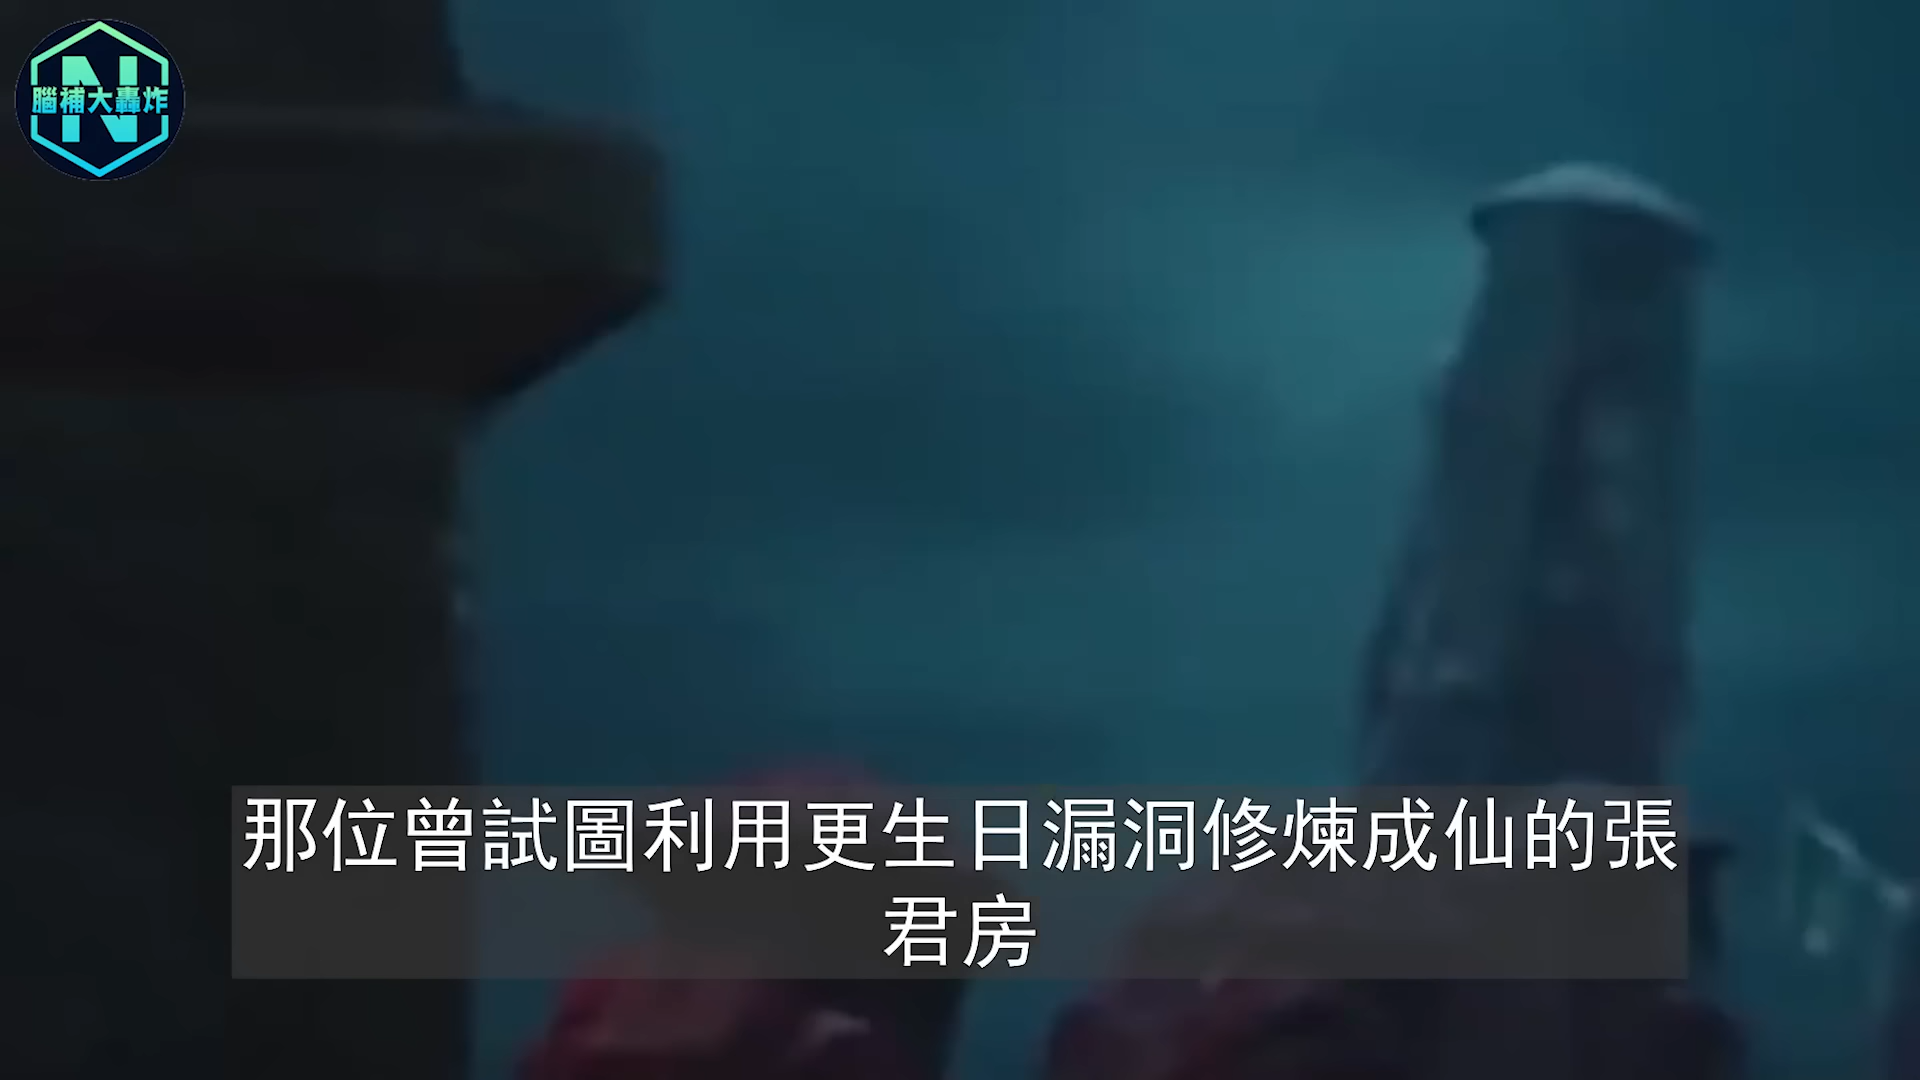 腦補大轟炸
那位曾試圖利用更生日漏洞修煉成仙的張
君房